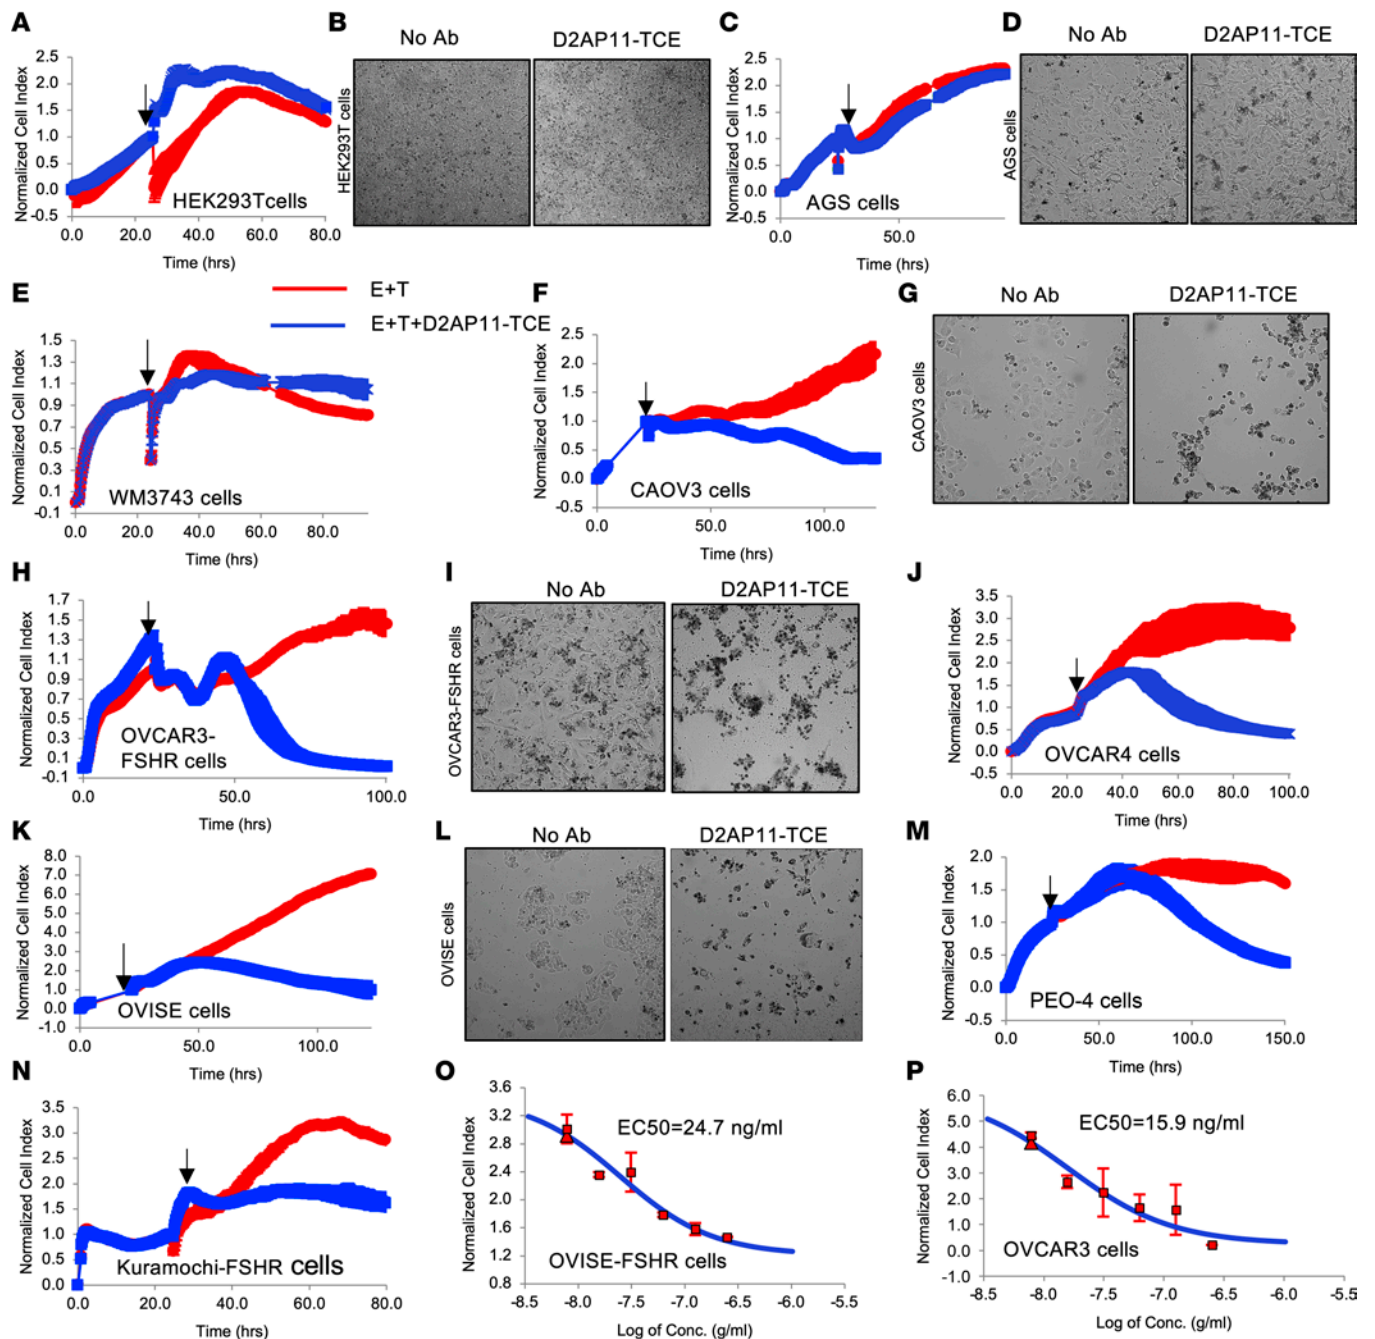 A
B
No Ab
D2AP11-TCE
C
D
No Ab
D2AP11-TCE
Normalized Cell Index
2.5
2.0
1.5
1.0
0.5
0.0
-0.5
HEK293Tcells
0.0 20.0 40.0 60.0 80.0
Time (hrs)
HEK293T cells
Normalized Cell Index
2.5
2.0
1.5
1.0
0.5
0.0
-0.5
AGS cells
0.0 50.0
Time (hrs)
AGS cells
E
E+T
E+T+D2AP11-TCE
Normalized Cell Index
1.5
1.3
1.1
0.9
0.7
0.5
0.3
0.1
-0.1
WM3743 cells
0.0 20.0 40.0 60.0 80.0
Time (hrs)
F
Normalized Cell Index
2.5
2.0
1.5
1.0
0.5
0.0
-0.5
CAOV3 cells
0.0 50.0 100.0
Time (hrs)
G
No Ab
D2AP11-TCE
CAOV3 cells
H
Normalized Cell Index
1.7
1.5
1.3
1.1
0.9
0.7
0.5
0.3
0.1
-0.1
OVCAR3-
FSHR cells
0.0 50.0 100.0
Time (hrs)
I
No Ab
D2AP11-TCE
OVCAR3-FSHR cells
J
Normalized Cell Index
3.5
3.0
2.5
2.0
1.5
1.0
0.5
0.0
-0.5
OVCAR4 cells
0.0 20.0 40.0 60.0 80.0 100.0
Time (hrs)
K
Normalized Cell Index
8.0
7.0
6.0
5.0
4.0
3.0
2.0
1.0
0.0
-1.0
OVISE cells
0.0 50.0 100.0
Time (hrs)
L
No Ab
D2AP11-TCE
OVISE cells
M
Normalized Cell Index
2.0
1.5
1.0
0.5
0.0
-0.5
PEO-4 cells
0.0 50.0 100.0 150.0
Time (hrs)
N
Normalized Cell Index
3.5
3.0
2.5
2.0
1.5
1.0
0.5
0.0
Kuramochi-FSHR cells
0.0 20.0 40.0 60.0 80.0
Time (hrs)
O
Normalized Cell Index
3.6
3.2
2.8
2.4
2.0
1.6
1.2
0.8
EC50=24.7 ng/ml
OVISE-FSHR cells
-8.5 -8.0 -7.5 -7.0 -6.5 -6.0 -5.5
Log of Conc. (g/ml)
P
Normalized Cell Index
6.0
5.0
4.0
3.0
2.0
1.0
0.0
-1.0
EC50=15.9 ng/ml
OVCAR3 cells
-8.5 -8.0 -7.5 -7.0 -6.5 -6.0 -5.5
Log of Conc. (g/ml)